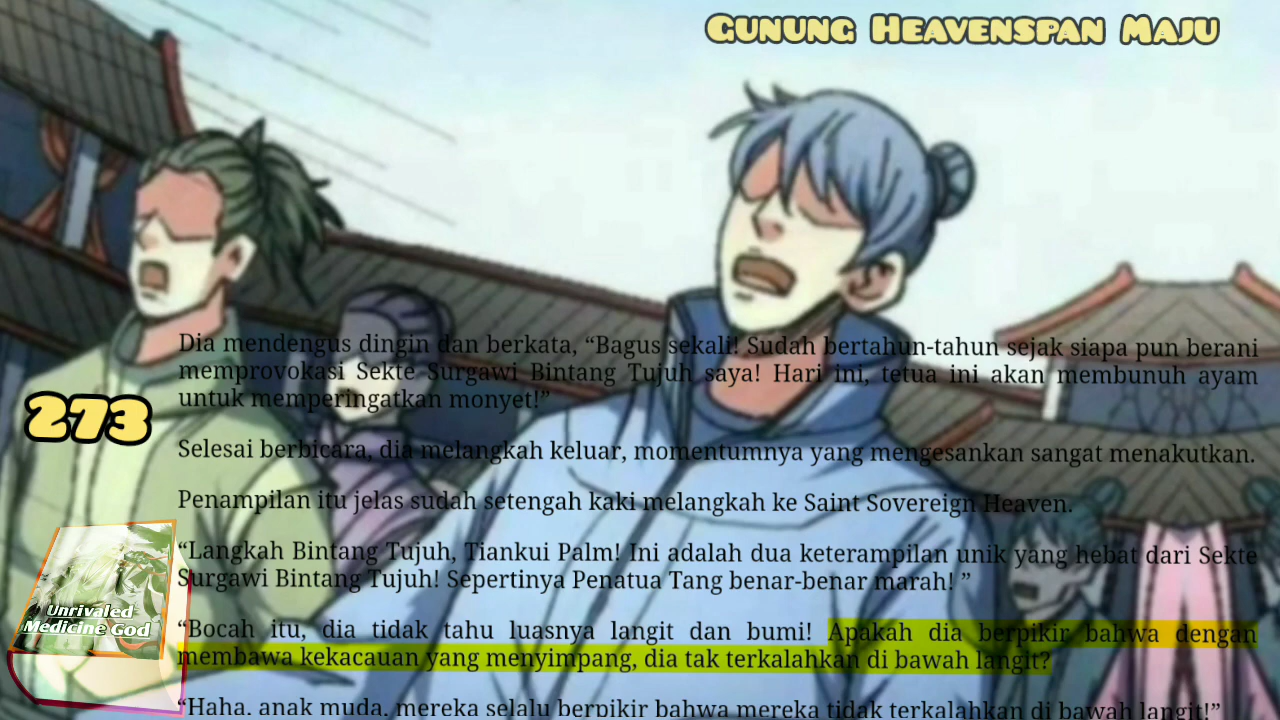 Gunung Heavenspan Maju
Dia mendengus dingin dan berkata, “Bagus sekali! Sudah bertahun-tahun sejak siapa pun berani
memprovokasi Sekte Surgawi Bintang Tujuh saya! Hari ini, tetua ini akan membunuh ayam
untuk memperingatkan monyet!”
273
Selesai berbicara, dia melangkah keluar, momentumnya yang mengesankan sangat menakutkan.
Penampilan itu jelas sudah setengah kaki melangkah ke Saint Sovereign Heaven.
“Langkah Bintang Tujuh, Tiankui Palm! Ini adalah dua keterampilan unik yang hebat dari Sekte
Surgawi Bintang Tujuh! Sepertinya Penatua Tang benar-benar marah! ”
Unrivaled
Medicine God
“Bocah itu, dia tidak tahu luasnya langit dan bumi! Apakah dia berpikir bahwa dengan
membawa kekacauan yang menyimpang, dia tak terkalahkan di bawah langit?
“Haha, anak muda, mereka selalu berpikir bahwa mereka tidak terkalahkan di bawah langit!”